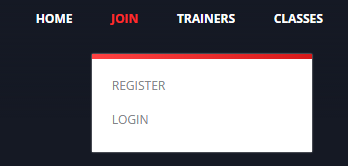 HOME JOIN TRAINERS CLASSES
REGISTER
LOGIN